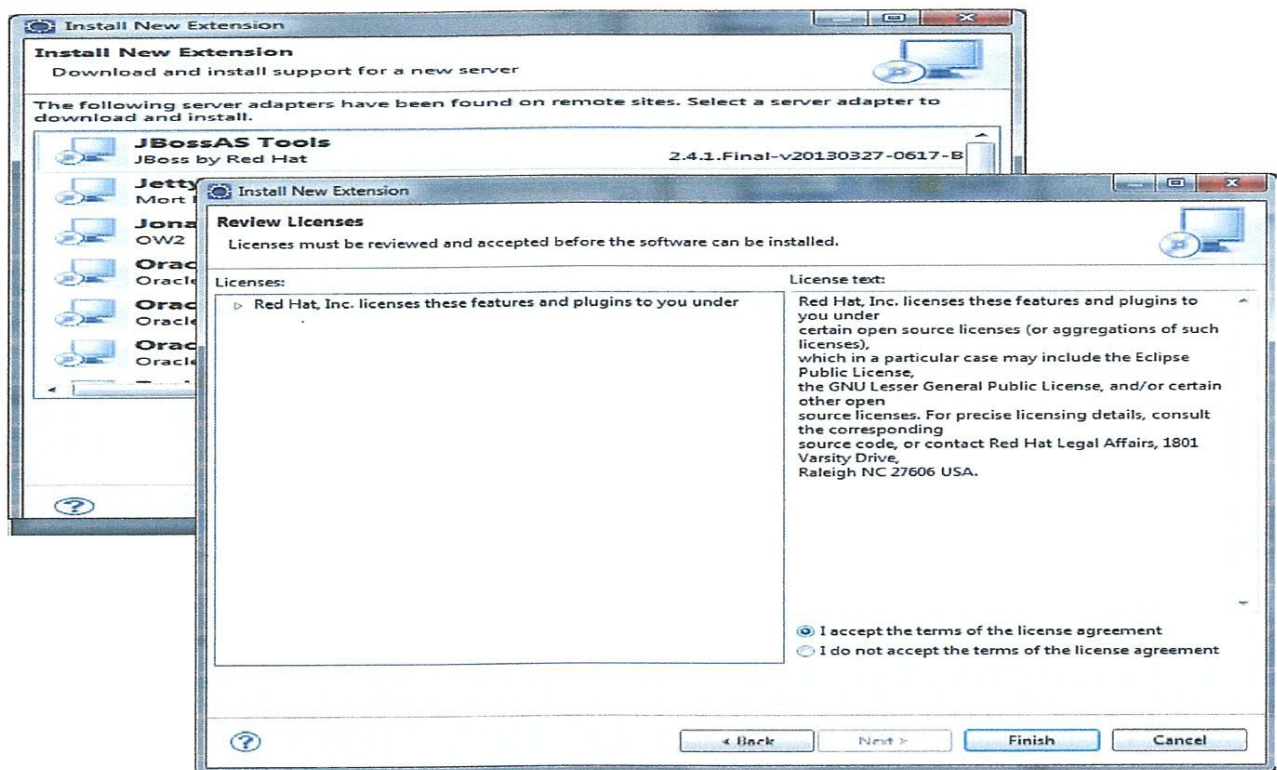 Install New Extension
Install New Extension
Download and install support for a new server
The following server adapters have been found on remote sites. Select a server adapter to
download and install.
JBossAS Tools
JBoss by Red Hat
2.4.1.Final-v20130327-0617-B
Jetty
Mort
Jona
OW2
Orac
Oracle
Orac
Oracle
Orac
Oracle
Install New Extension
Review Licenses
Licenses must be reviewed and accepted before the software can be installed.
Licenses:
Red Hat, Inc. licenses these features and plugins to you under
License text:
Red Hat, Inc. licenses these features and plugins to
you under
certain open source licenses (or aggregations of such
licenses),
which in a particular case may include the Eclipse
Public License,
the GNU Lesser General Public License, and/or certain
other open
source licenses. For precise licensing details, consult
the corresponding
source code, or contact Red Hat Legal Affairs, 1801
Varsity Drive,
Raleigh NC 27606 USA.
I accept the terms of the license agreement
I do not accept the terms of the license agreement
?
?
< Back
Next >
Finish
Cancel